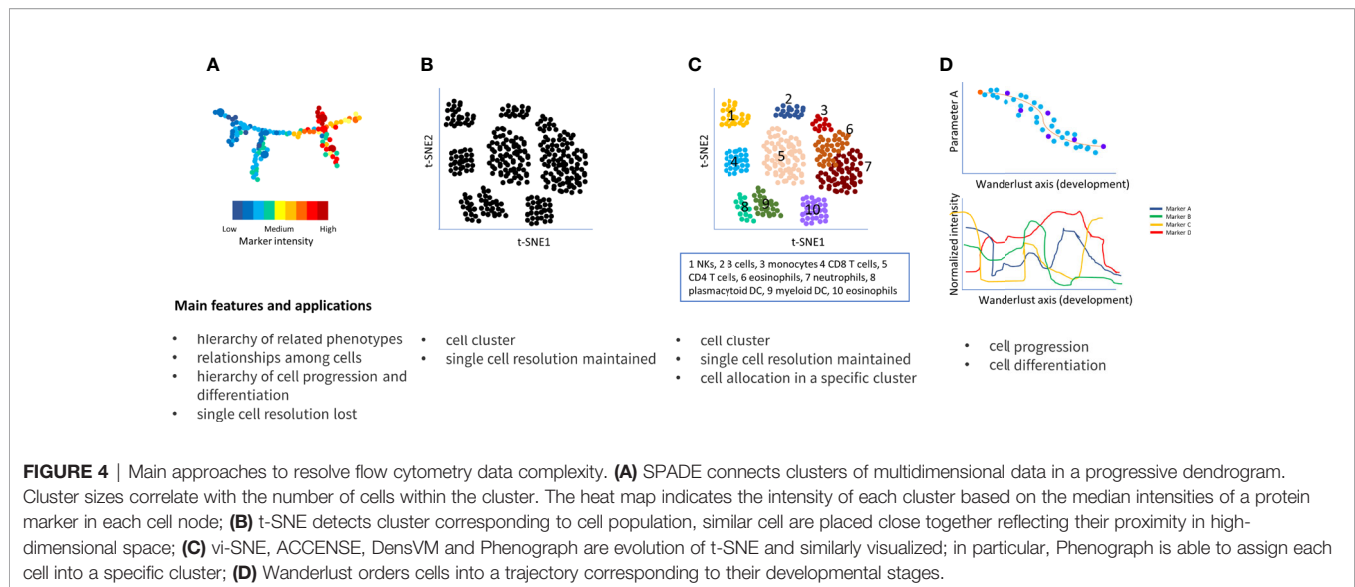 A
B
C
D
t-SNE2
t-SNE1
t-SNE2
1
2
3
4
5
6
7
8
9
10
t-SNE1
Parameter A
Wanderlust axis (development)
Normalized intensity
Marker A
Marker B
Marker C
Marker D
Wanderlust axis (development)
Low Medium High
Marker intensity
1 NKs, 2 3 cells, 3 monocytes 4 CD8 T cells, 5
CD4 T cells, 6 eosinophils, 7 neutrophils, 8
plasmacytoid DC, 9 myeloid DC, 10 eosinophils
Main features and applications
• hierarchy of related phenotypes
• relationships among cells
• hierarchy of cell progression and
differentiation
• single cell resolution lost
• cell cluster
• single cell resolution maintained
• cell cluster
• single cell resolution maintained
• cell allocation in a specific cluster
• cell progression
• cell differentiation
FIGURE 4 | Main approaches to resolve flow cytometry data complexity. (A) SPADE connects clusters of multidimensional data in a progressive dendrogram.
Cluster sizes correlate with the number of cells within the cluster. The heat map indicates the intensity of each cluster based on the median intensities of a protein
marker in each cell node; (B) t-SNE detects cluster corresponding to cell population, similar cell are placed close together reflecting their proximity in high-
dimensional space; (C) vi-SNE, ACCENSE, DensVM and Phenograph are evolution of t-SNE and similarly visualized; in particular, Phenograph is able to assign each
cell into a specific cluster; (D) Wanderlust orders cells into a trajectory corresponding to their developmental stages.